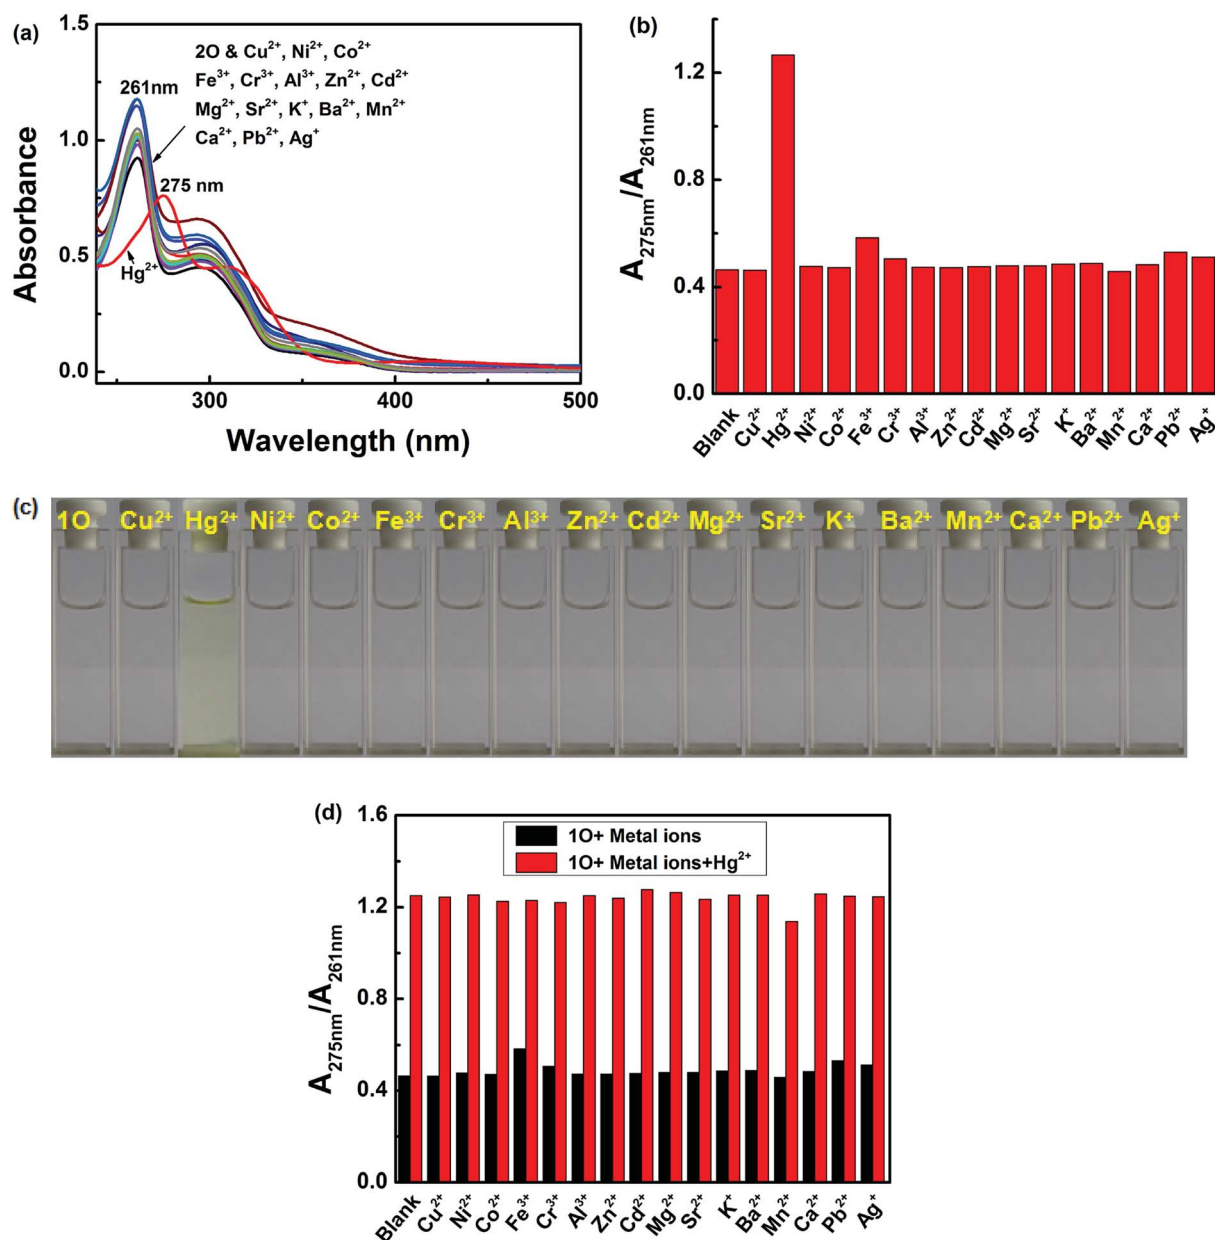 (a)
1.5
1.0
0.5
0.0
Absorbance
300
400
500
Wavelength (nm)
2O & Cu²⁺, Ni²⁺, Co²⁺
Fe³⁺, Cr³⁺, Al³⁺, Zn²⁺, Cd²⁺
Mg²⁺, Sr²⁺, K⁺, Ba²⁺, Mn²⁺
Ca²⁺, Pb²⁺, Ag⁺
261nm
275 nm
Hg²⁺
(b)
1.2
0.8
0.4
0.0
A₂₇₅ₙₘ/A₂₆₁ₙₘ
Blank Cu²⁺ Hg²⁺ Ni²⁺ Co²⁺ Fe³⁺ Cr³⁺ Al³⁺ Zn²⁺ Cd²⁺ Mg²⁺ Sr²⁺ K⁺ Ba²⁺ Mn²⁺ Ca²⁺ Pb²⁺ Ag⁺
(c)
1O Cu²⁺ Hg²⁺ Ni²⁺ Co²⁺ Fe³⁺ Cr³⁺ Al³⁺ Zn²⁺ Cd²⁺ Mg²⁺ Sr²⁺ K⁺ Ba²⁺ Mn²⁺ Ca²⁺ Pb²⁺ Ag⁺
(d)
1.6
1.2
0.8
0.4
0.0
A₂₇₅ₙₘ/A₂₆₁ₙₘ
1O+ Metal ions
1O+ Metal ions+Hg²⁺
Blank Cu²⁺ Ni²⁺ Co²⁺ Fe³⁺ Cr³⁺ Al³⁺ Zn²⁺ Cd²⁺ Mg²⁺ Sr²⁺ K⁺ Ba²⁺ Mn²⁺ Ca²⁺ Pb²⁺ Ag⁺